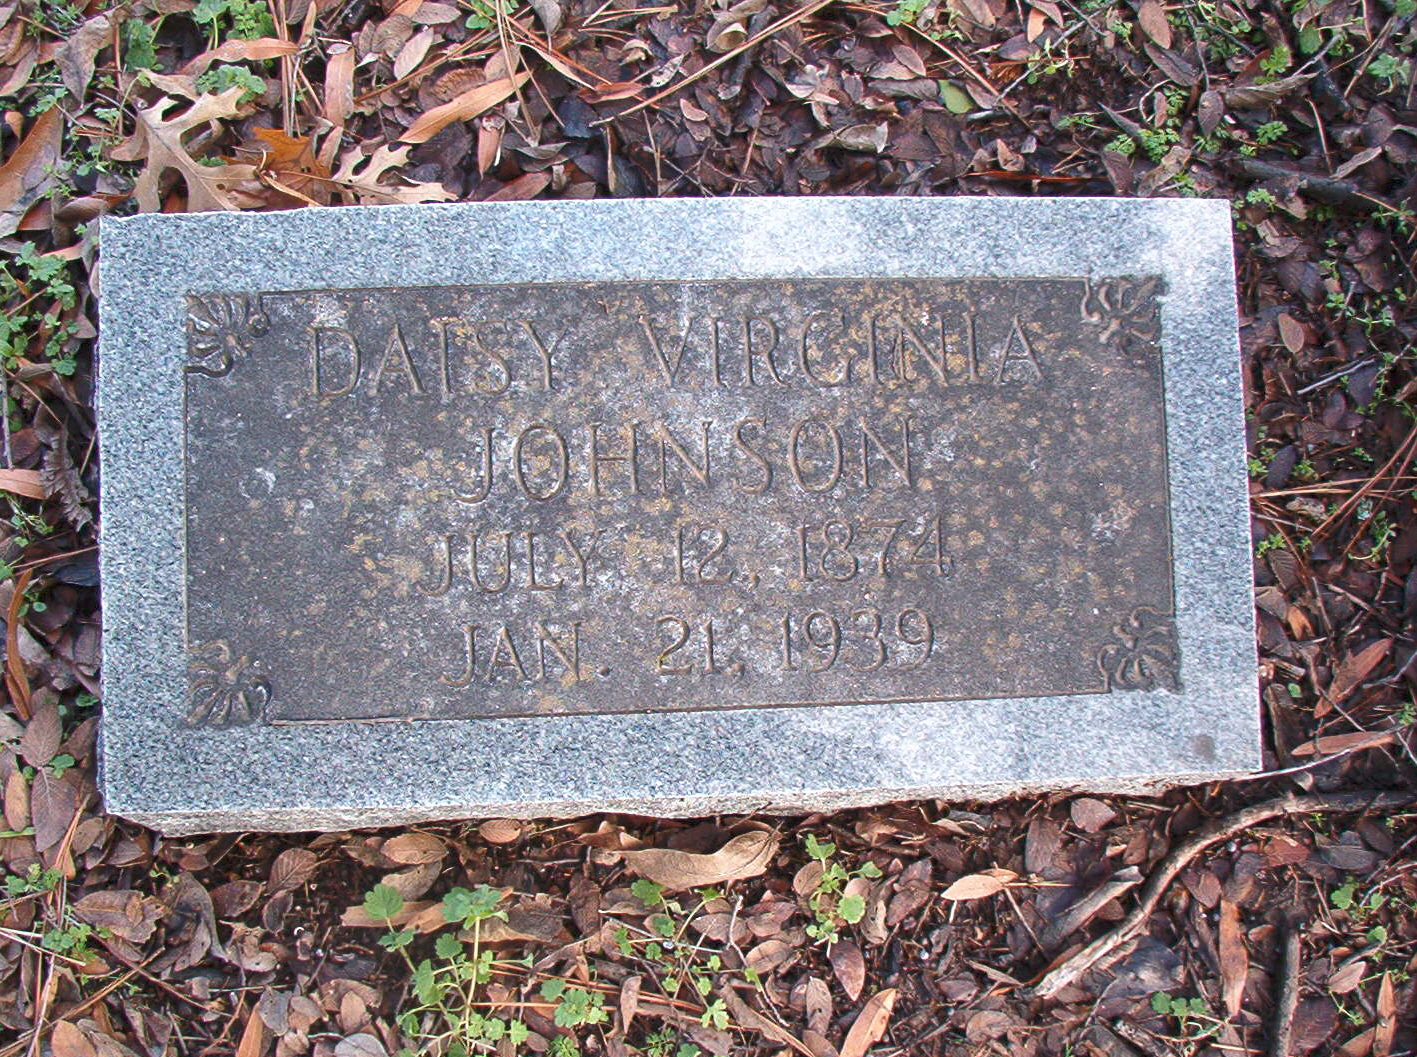 DAISY VIRGINIA
JOHNSON
JULY 12, 1874
JAN. 21, 1939